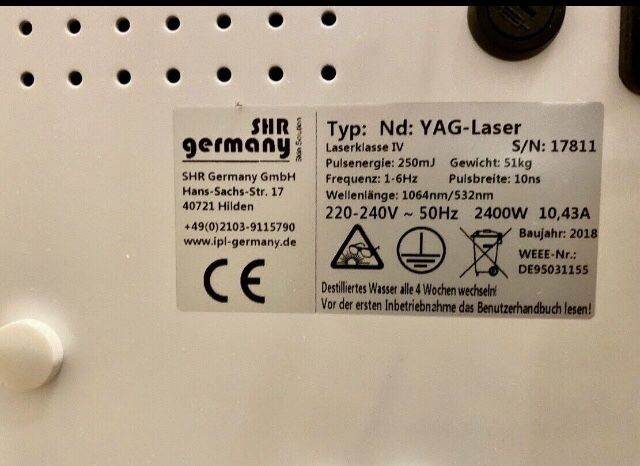 SHR
germany
Skin Solution
SHR Germany GmbH
Hans-Sachs-Str. 17
40721 Hilden
+49(0)2103-9115790
www.ipl-germany.de
CE
Typ: Nd: YAG-Laser
Laserklasse IV S/N: 17811
Pulsenergie: 250mJ Gewicht: 51kg
Frequenz: 1-6Hz Pulsbreite: 10ns
Wellenlänge: 1064nm/532nm
220-240V ~ 50Hz 2400W 10,43A
Baujahr: 2018
WEEE-Nr.:
DE95031155
Destilliertes Wasser alle 4 Wochen wechseln!
Vor der ersten Inbetriebnahme das Benutzerhandbuch lesen!